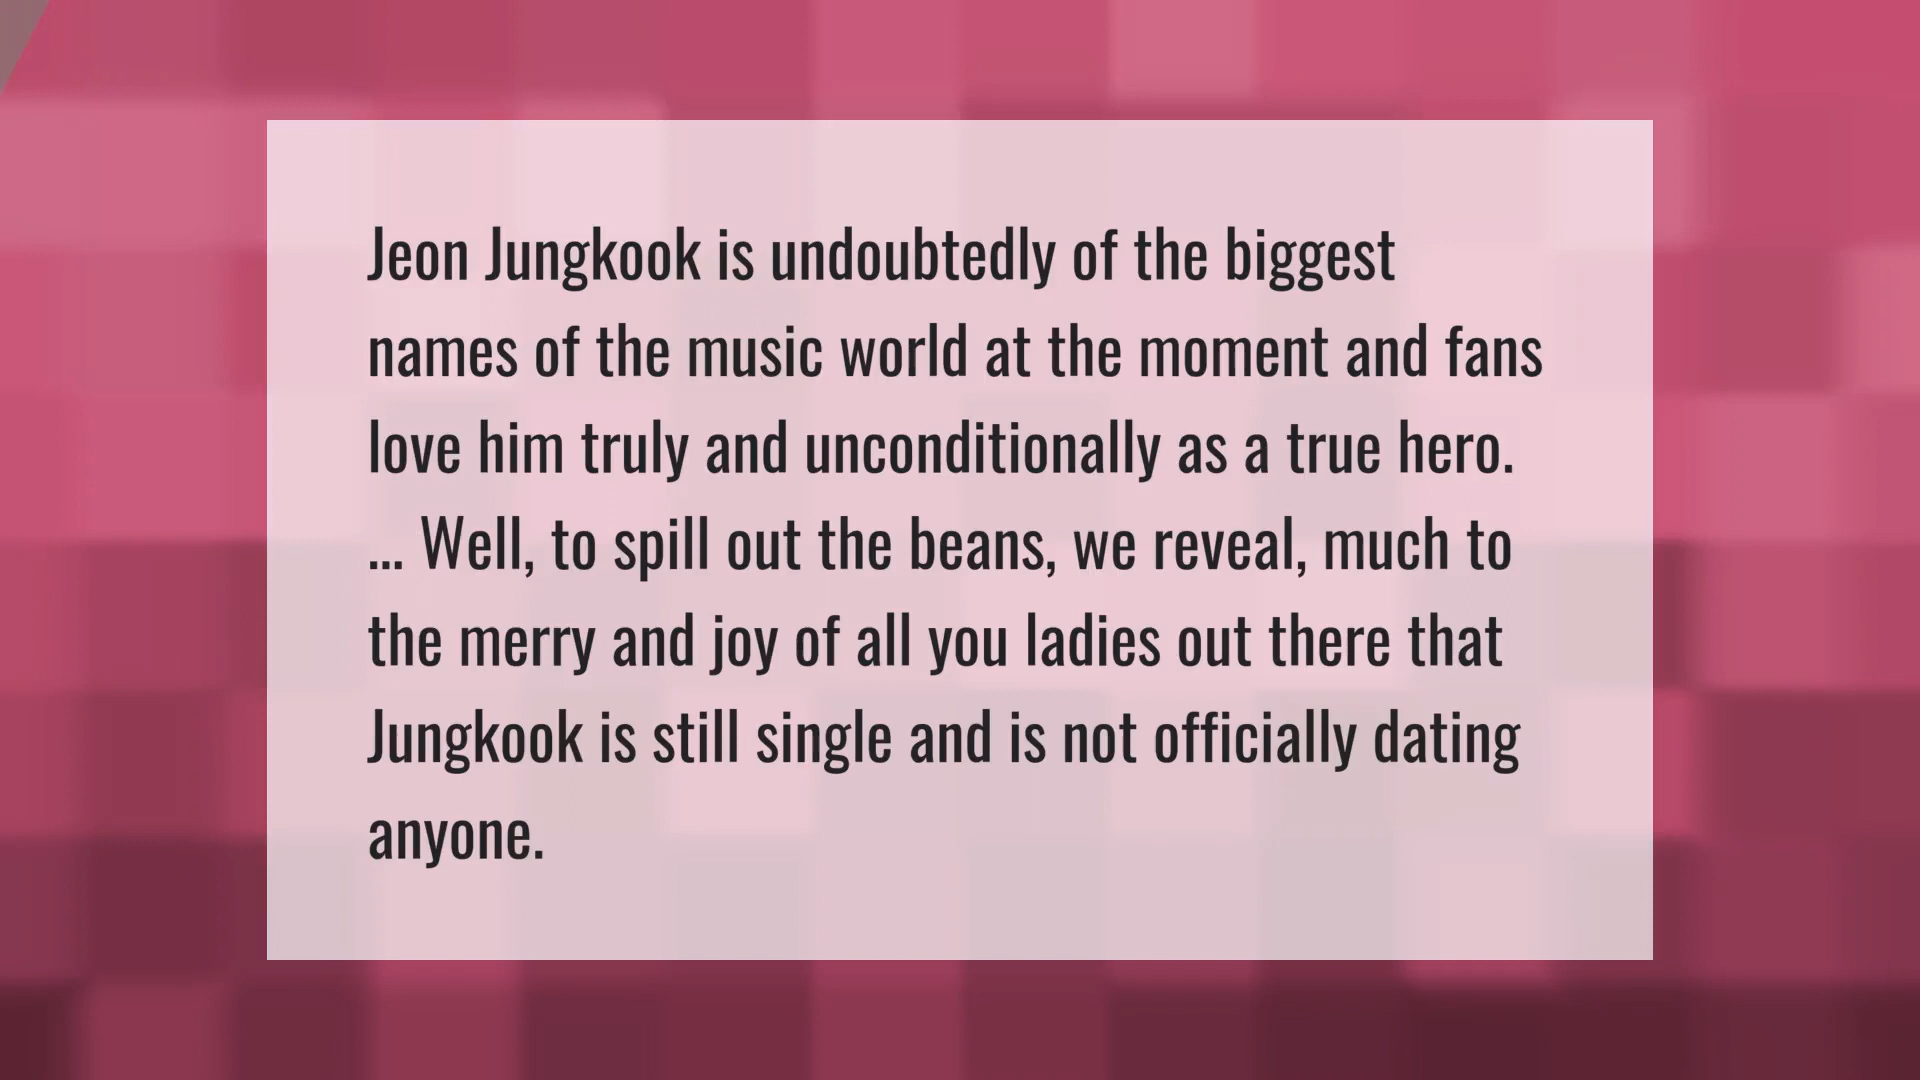 Jeon Jungkook is undoubtedly of the biggest
names of the music world at the moment and fans
love him truly and unconditionally as a true hero.
... Well, to spill out the beans, we reveal, much to
the merry and joy of all you ladies out there that
Jungkook is still single and is not officially dating
anyone.